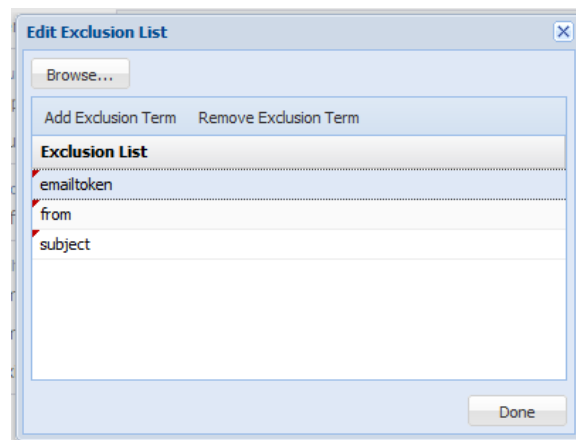 Edit Exclusion List
Browse...
Add Exclusion Term Remove Exclusion Term
Exclusion List
emailtoken
from
subject
Done